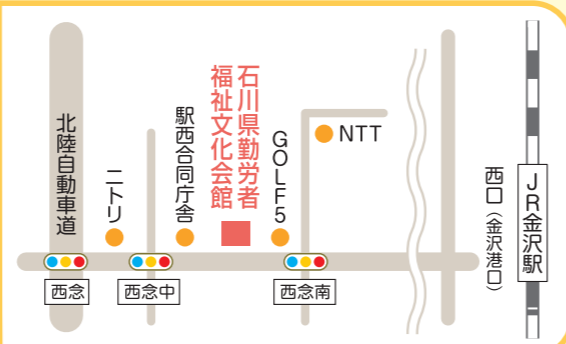 北陸自動車道
ニトリ
駅西合同庁舎
石川県勤労者
福祉文化会館
GOLF5
NTT
西口（金沢港口）
JR金沢駅
西念
西念中
西念南